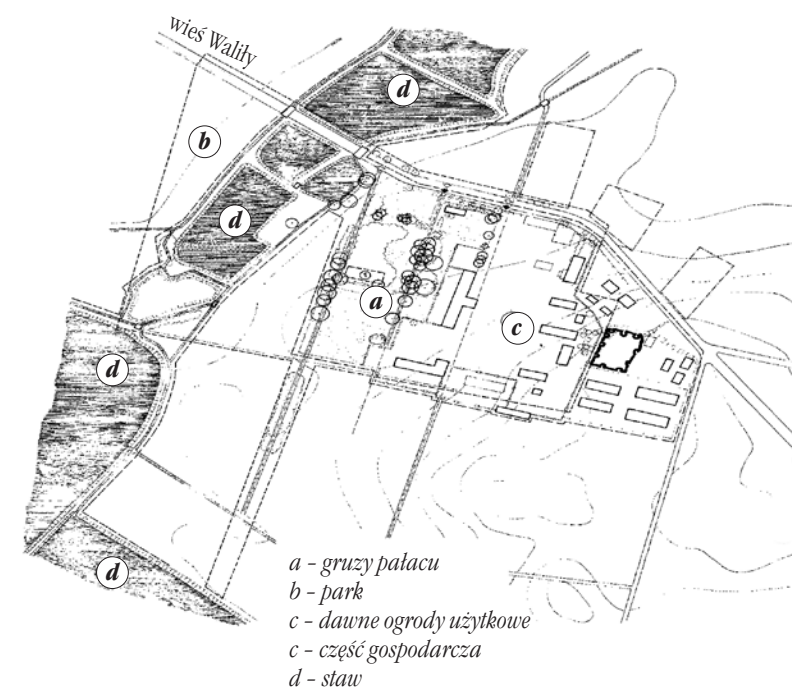 wieś Waliły
d
b
d
a
c
d
d
a – gruzy pałacu
b – park
c – dawne ogrody użytkowe
c – część gospodarcza
d – staw